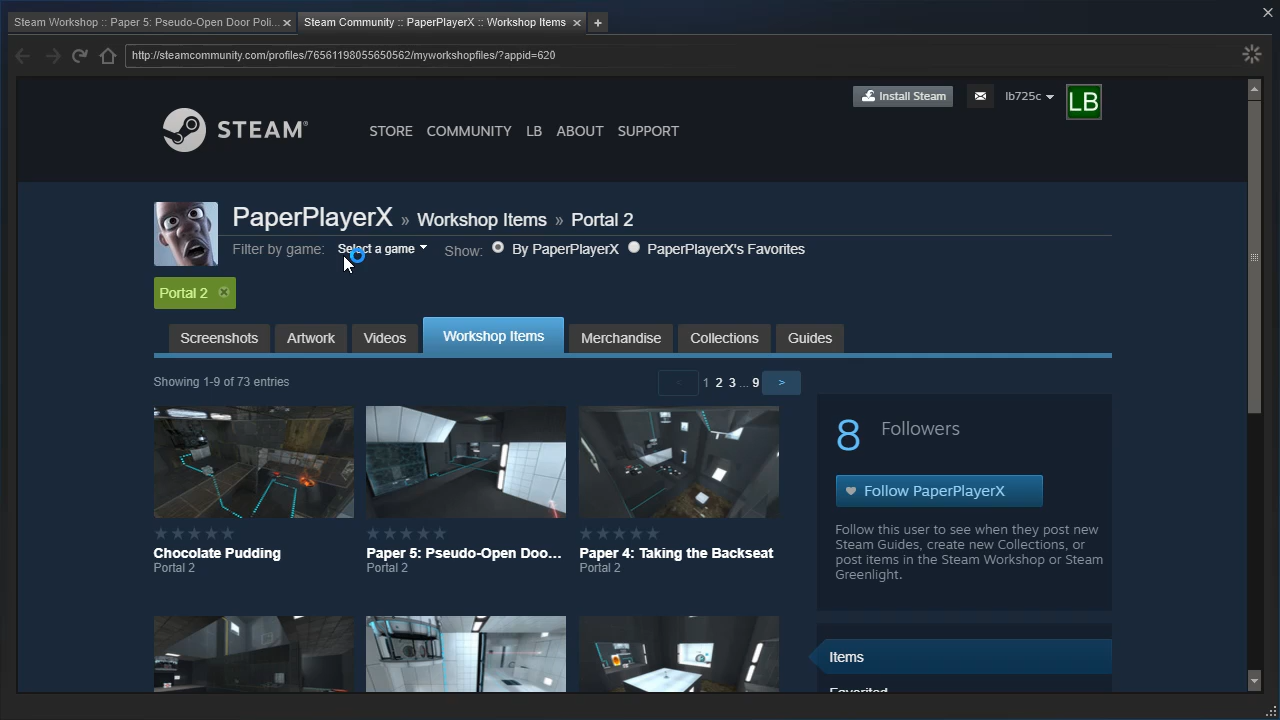 Steam Workshop :: Paper 5: Pseudo-Open Door Poli...
Steam Community :: PaperPlayerX :: Workshop Items
http://steamcommunity.com/profiles/76561198055650562/myworkshopfiles/?appid=620
Install Steam
lb725c
LB
STEAM
STORE COMMUNITY LB ABOUT SUPPORT
PaperPlayerX » Workshop Items » Portal 2
Filter by game: Select a game Show: By PaperPlayerX PaperPlayerX's Favorites
Portal 2
Screenshots Artwork Videos Workshop Items Merchandise Collections Guides
Showing 1-9 of 73 entries
< 1 2 3 ... 9 >
8 Followers
Follow PaperPlayerX
Follow this user to see when they post new
Steam Guides, create new Collections, or
post items in the Steam Workshop or Steam
Greenlight.
Chocolate Pudding
Portal 2
Paper 5: Pseudo-Open Doo...
Portal 2
Paper 4: Taking the Backseat
Portal 2
Items
Favorited